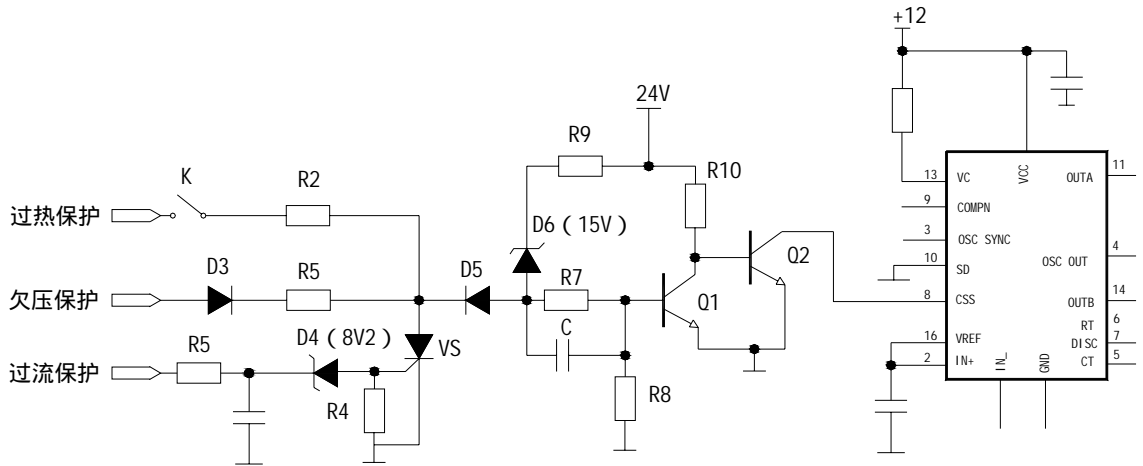 +12
24V
R9
R10
K
R2
过热保护
D6（15V）
D3
R5
欠压保护
D5
R7
C
Q1
Q2
D4（8V2）
VS
R5
过流保护
R4
R8
13 VC
VCC
OUTA 11
9 COMPN
3 OSC SYNC
OSC OUT 4
10 SD
8 CSS
OUTB 14
RT 6
16 VREF
DISC 7
2 IN+
IN_
GND
CT 5